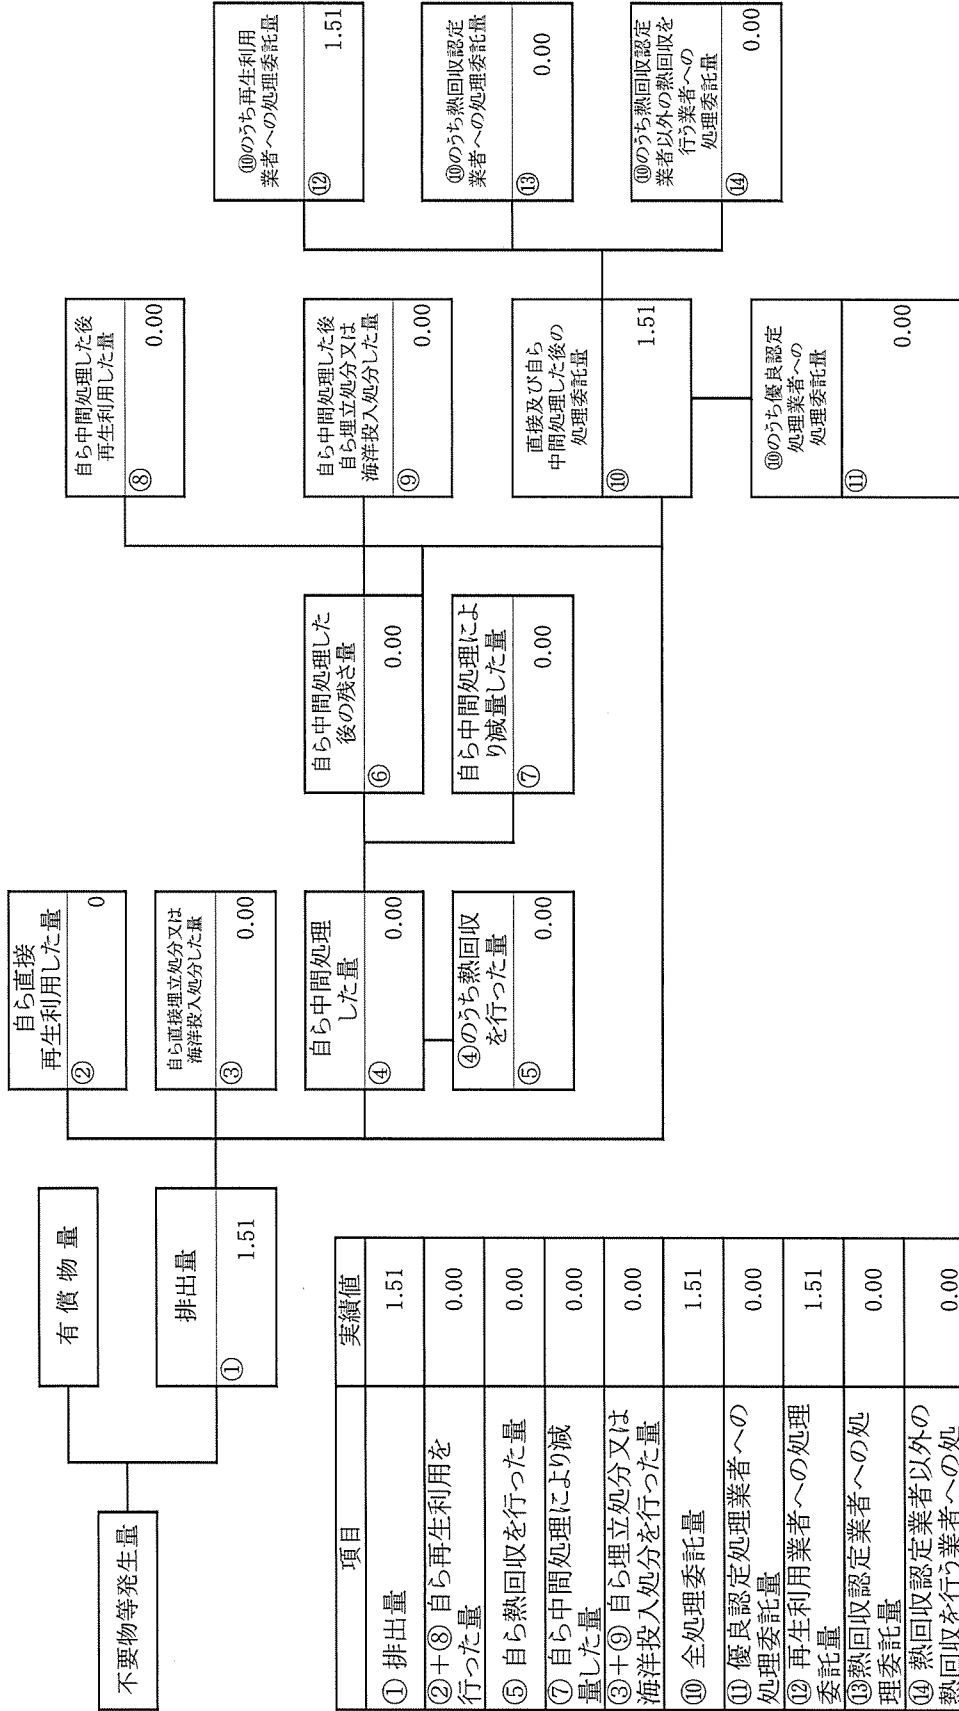 不要物等発生量
有 償 物 量
排出量
①
1.51
自ら直接
再生利用した量
②
0
自ら直接埋立処分又は
海洋投入処分した量
③
0.00
自ら中間処理
した量
④
0.00
④のうち熱回収
を行った量
⑤
0.00
自ら中間処理した
後の残さ量
⑥
0.00
自ら中間処理によ
り減量した量
⑦
0.00
自ら中間処理した後
再生利用した量
⑧
0.00
自ら中間処理した後
自ら埋立処分又は
海洋投入処分した量
⑨
0.00
直接及び自ら
中間処理した後の
処理委託量
⑩
1.51
⑩のうち優良認定
処理業者への
処理委託量
⑪
0.00
⑩のうち再生利用
業者への処理委託量
⑫
1.51
⑩のうち熱回収認定
業者への処理委託量
⑬
0.00
⑩のうち熱回収認定
業者以外の熱回収を
行う業者への
処理委託量
⑭
0.00
項目
実績値
① 排出量
1.51
②+⑧ 自ら再生利用を
行った量
0.00
⑤ 自ら熱回収を行った量
0.00
⑦ 自ら中間処理により減
量した量
0.00
③+⑨ 自ら埋立処分又は
海洋投入処分を行った量
0.00
⑩ 全処理委託量
1.51
⑪ 優良認定処理業者への
処理委託量
0.00
⑫ 再生利用業者への処理
委託量
1.51
⑬熱回収認定業者への処
理委託量
0.00
⑭ 熱回収認定業者以外の
熱回収を行う業者への処
0.00